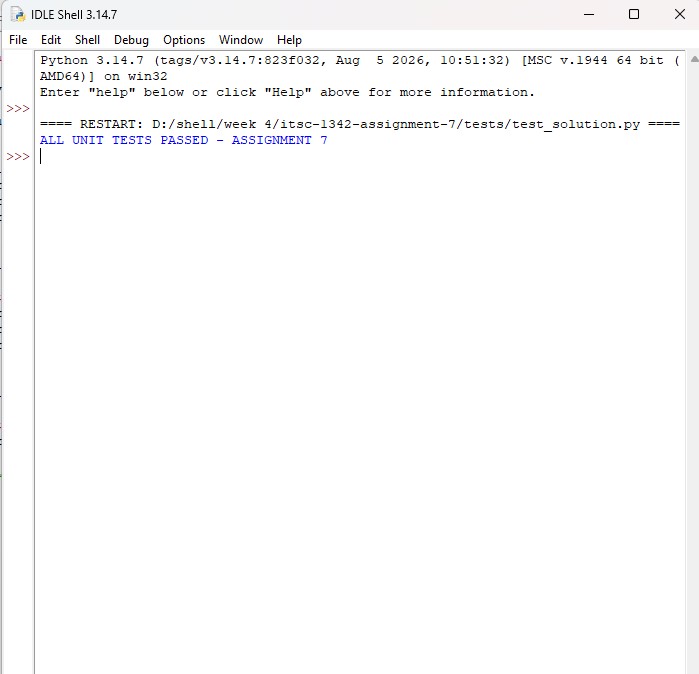 IDLE Shell 3.14.7
File Edit Shell Debug Options Window Help
Python 3.14.7 (tags/v3.14.7:823f032, Aug  5 2026, 10:51:32) [MSC v.1944 64 bit (
AMD64)] on win32
Enter "help" below or click "Help" above for more information.
>>>
==== RESTART: D:/shell/week 4/itsc-1342-assignment-7/tests/test_solution.py ====
ALL UNIT TESTS PASSED - ASSIGNMENT 7
>>>